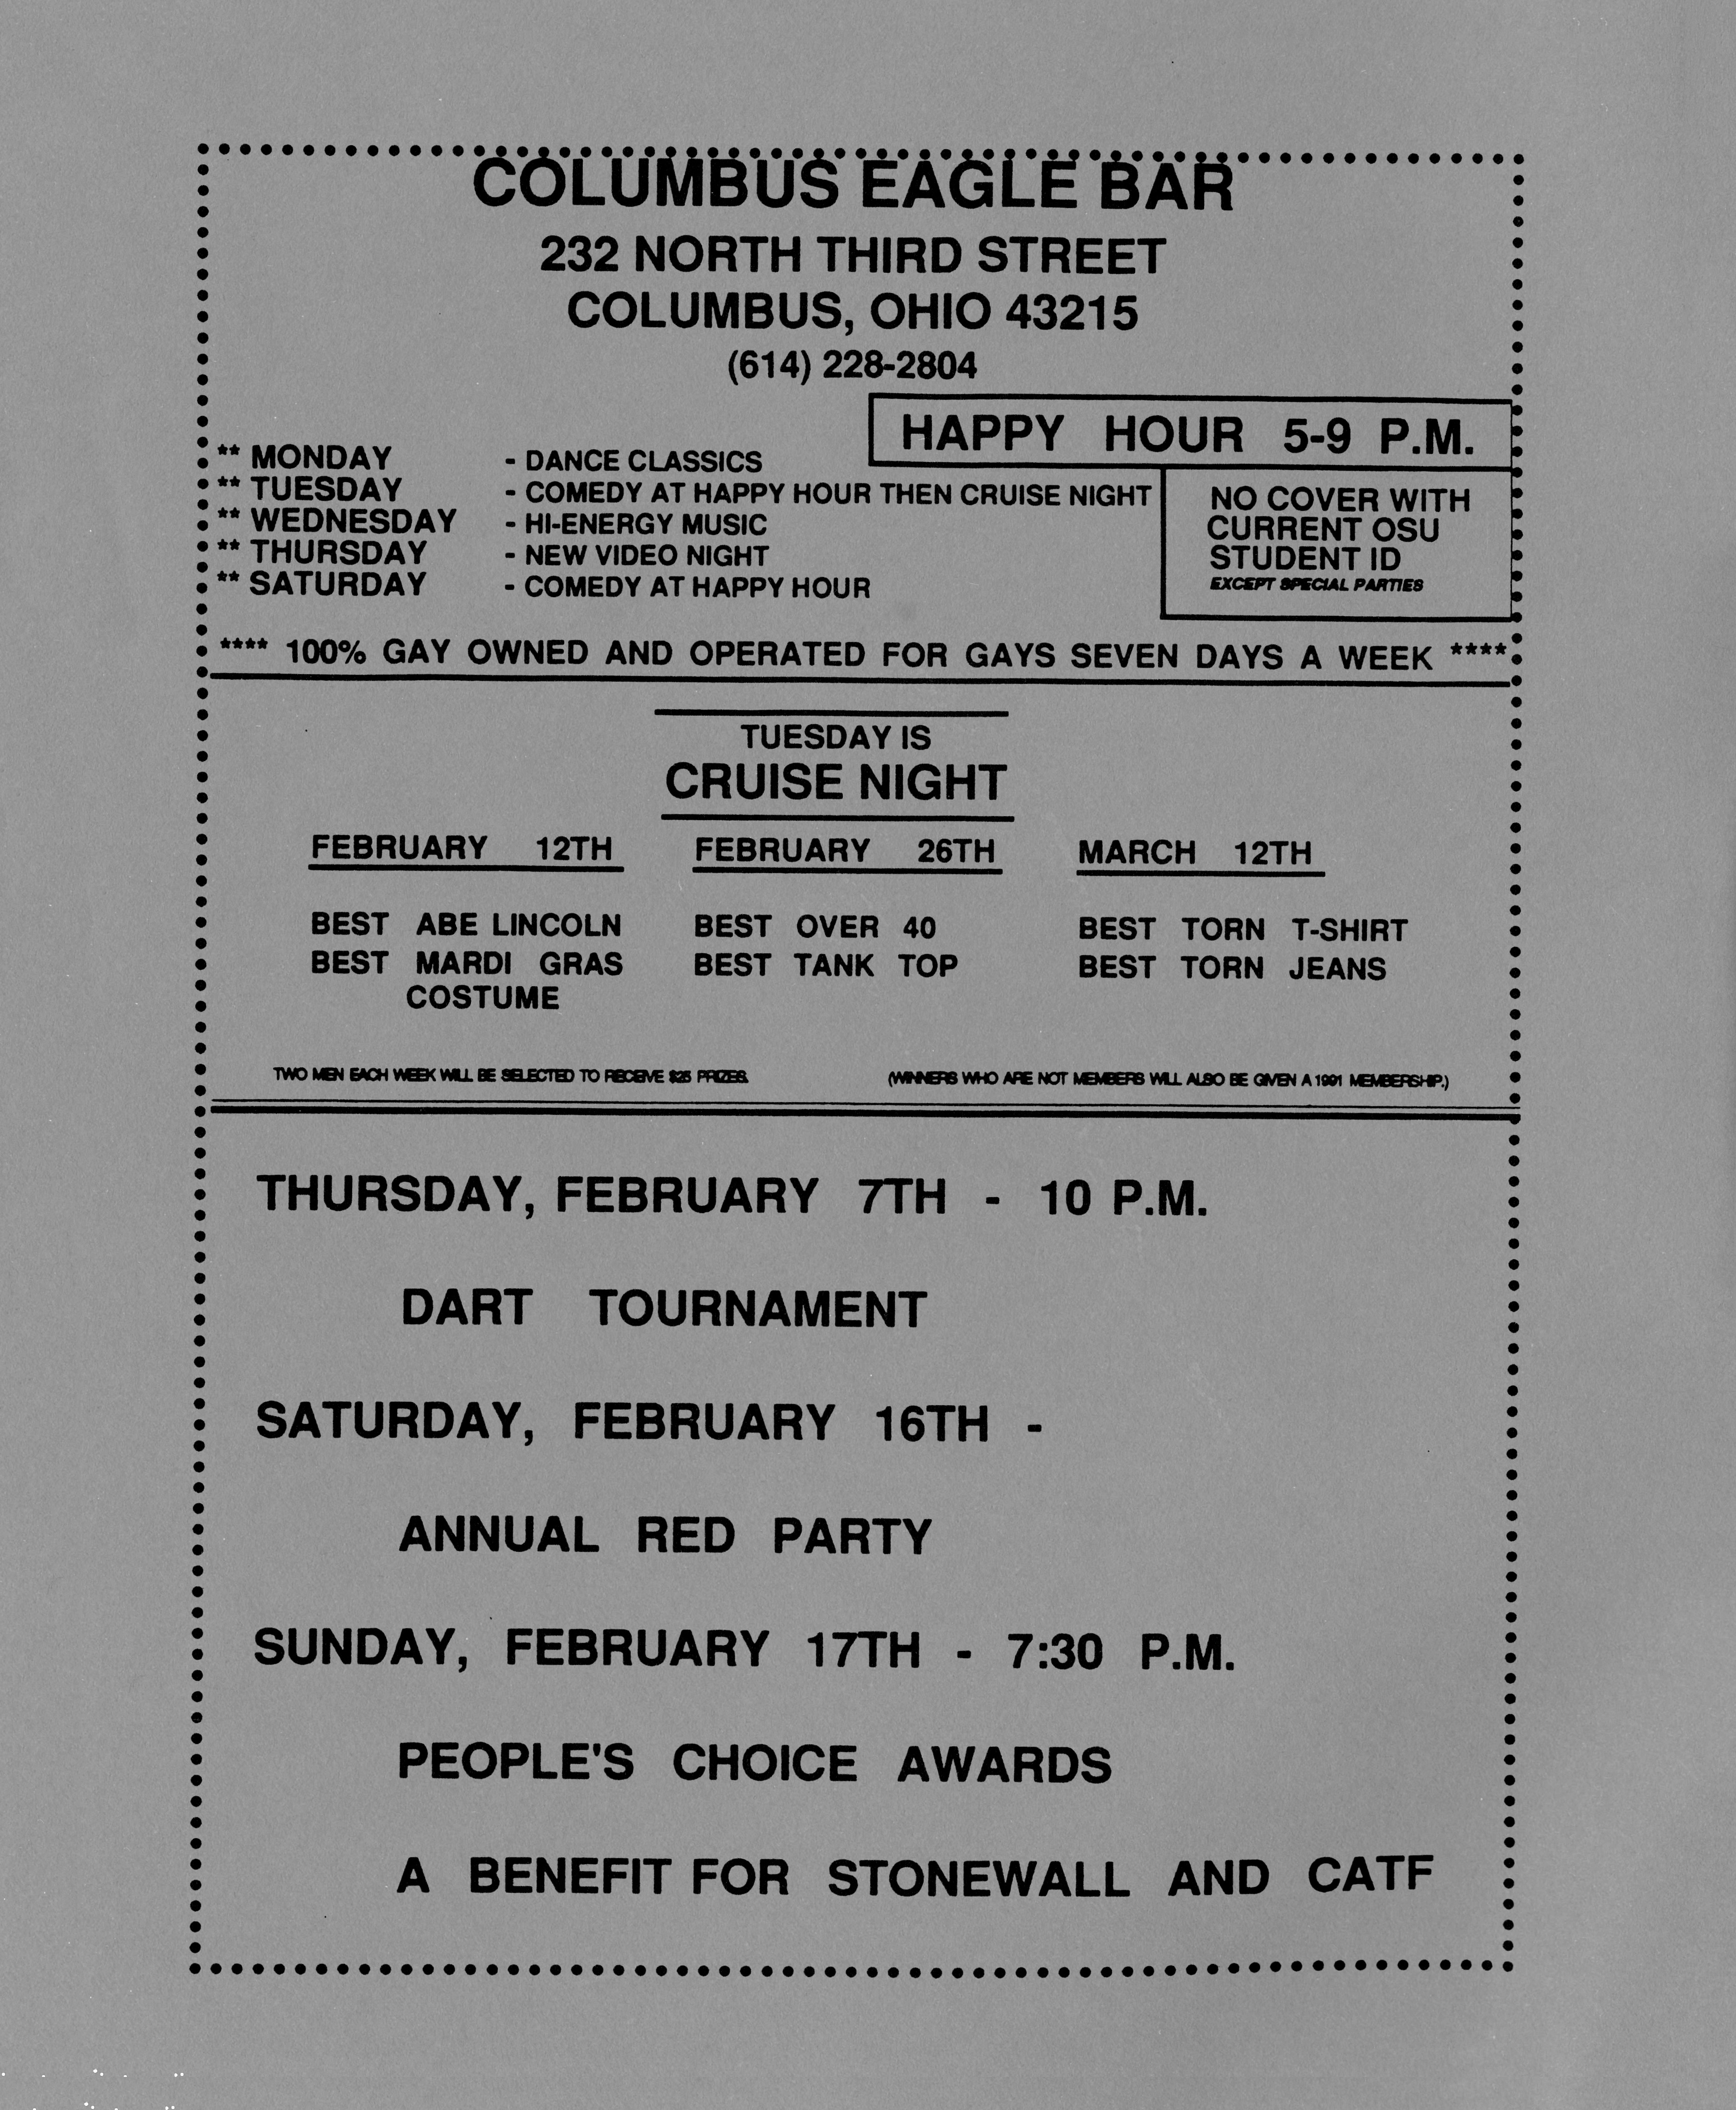 COLUMBUS EAGLE BAR
232 NORTH THIRD STREET
COLUMBUS, OHIO 43215
(614) 228-2804
HAPPY HOUR 5-9 P.M.
** MONDAY - DANCE CLASSICS
** TUESDAY - COMEDY AT HAPPY HOUR THEN CRUISE NIGHT
** WEDNESDAY - HI-ENERGY MUSIC
** THURSDAY - NEW VIDEO NIGHT
** SATURDAY - COMEDY AT HAPPY HOUR
NO COVER WITH
CURRENT OSU
STUDENT ID
EXCEPT SPECIAL PARTIES
**** 100% GAY OWNED AND OPERATED FOR GAYS SEVEN DAYS A WEEK ****
TUESDAY IS
CRUISE NIGHT
FEBRUARY 12TH
BEST ABE LINCOLN
BEST MARDI GRAS
COSTUME
FEBRUARY 26TH
BEST OVER 40
BEST TANK TOP
MARCH 12TH
BEST TORN T-SHIRT
BEST TORN JEANS
TWO MEN EACH WEEK WILL BE SELECTED TO RECEIVE $25 PRIZES.
(WINNERS WHO ARE NOT MEMBERS WILL ALSO BE GIVEN A 1991 MEMBERSHIP.)
THURSDAY, FEBRUARY 7TH - 10 P.M.
DART TOURNAMENT
SATURDAY, FEBRUARY 16TH -
ANNUAL RED PARTY
SUNDAY, FEBRUARY 17TH - 7:30 P.M.
PEOPLE'S CHOICE AWARDS
A BENEFIT FOR STONEWALL AND CATF